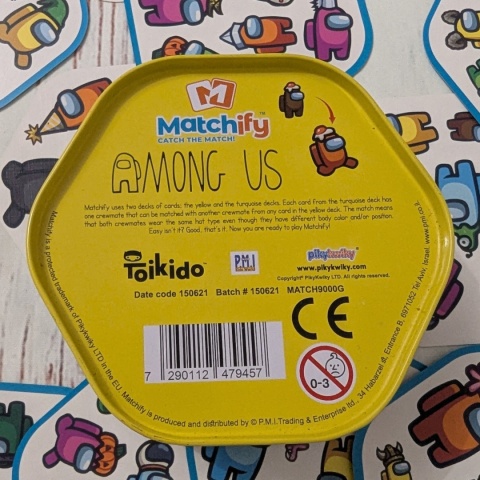 Matchify™
CATCH THE MATCH!
AMONG US
Matchify uses two decks of cards: the yellow and the turquoise decks. Each card from the turquoise deck has
one crewmate that can be matched with another crewmate from any card in the yellow deck. The match means
that both crewmates wear the same hat type even though they have different body color and/or position.
Easy isn't it? Good, that's it. Now you are ready to play Matchify!
Toikido
P.M.I
pikykwiky
www.pikykwiky.com
Copyright® PikyKwiky LTD. All rights reserved.
Date code 150621 Batch # 150621 MATCH9000G
CE
7 290112 479457
0-3
Matchify is a protected trademark of Pikykwiky LTD in the EU. Matchify is produced and distributed by © P.M.I.Trading & Enterprise ltd., 34 Habarzel st, Entrance B, 6971052 Tel Aviv, Israel. www.pmi.co.il